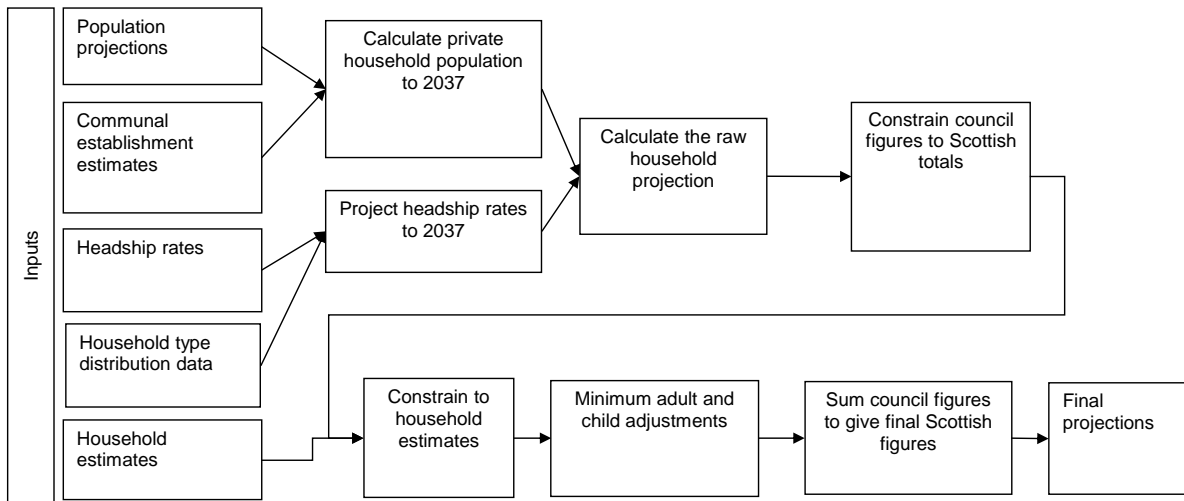 Inputs
Population
projections
Communal
establishment
estimates
Headship rates
Household type
distribution data
Household
estimates
Calculate private
household population
to 2037
Project headship rates
to 2037
Calculate the raw
household
projection
Constrain council
figures to Scottish
totals
Constrain to
household
estimates
Minimum adult and
child adjustments
Sum council figures
to give final Scottish
figures
Final
projections